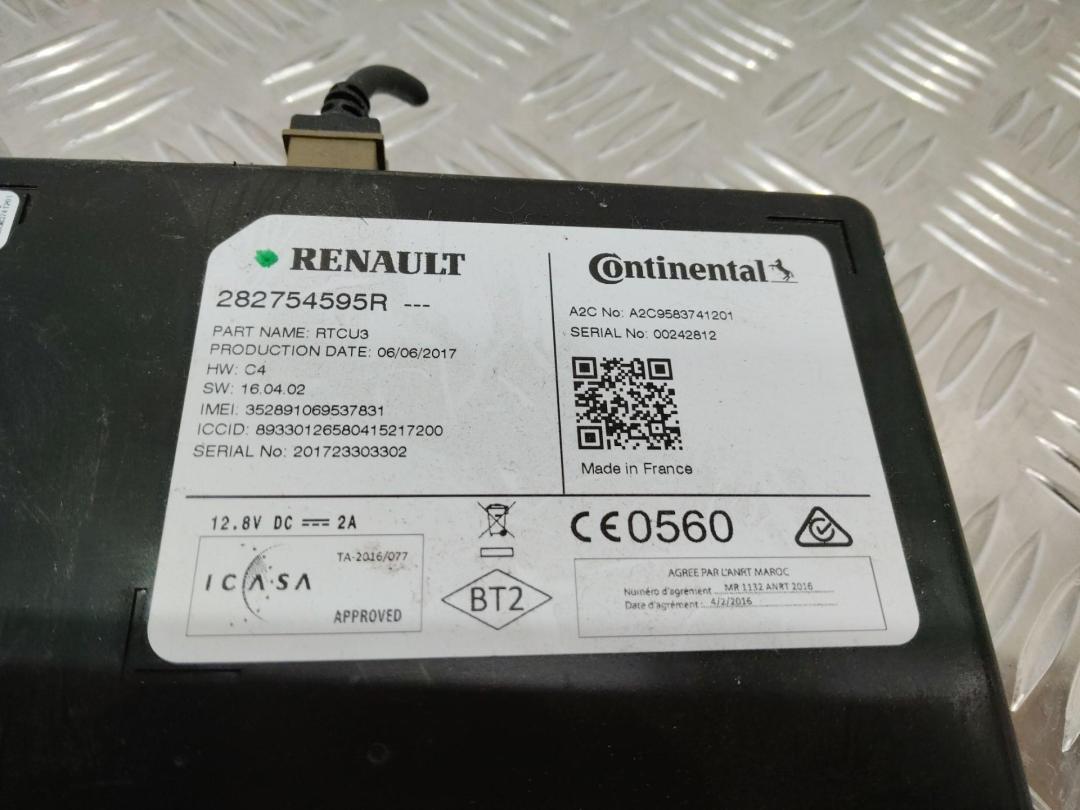 RENAULT
282754595R ---
PART NAME: RTCU3
PRODUCTION DATE: 06/06/2017
HW: C4
SW: 16.04.02
IMEI: 352891069537831
ICCID: 89330126580415217200
SERIAL No: 201723303302
Continental
A2C No: A2C9583741201
SERIAL No: 00242812
Made in France
12.8V DC 2A
ICASA
TA-2016/077
APPROVED
BT2
CE0560
AGREE PAR L'ANRT MAROC
Numéro d'agrément : MR 1132 ANRT 2016
Date d'agrément : 4/2/2016